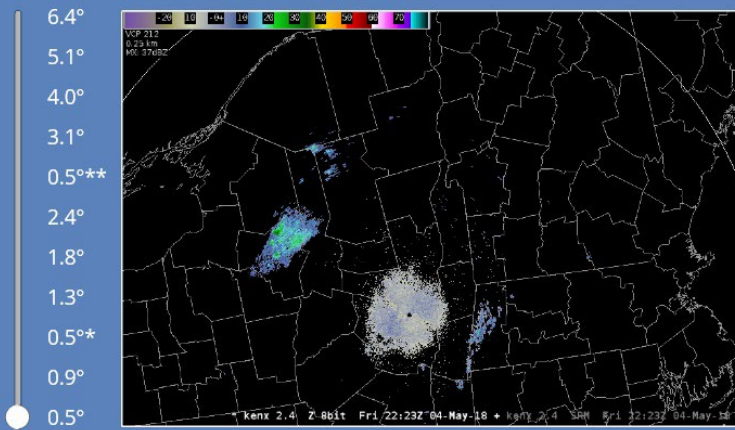 6.4°
5.1°
4.0°
3.1°
0.5°**
2.4°
1.8°
1.3°
0.5°*
0.9°
0.5°
-20 10 -0+ 10 20 30 40 50 60 70
VCP 212
0.25 km
MX 37dBZ
* kenx 2.4 Z 8bit Fri 22:23Z 04-May-18 + kenx 2.4 SRM Fri 22:23Z 04-May-18